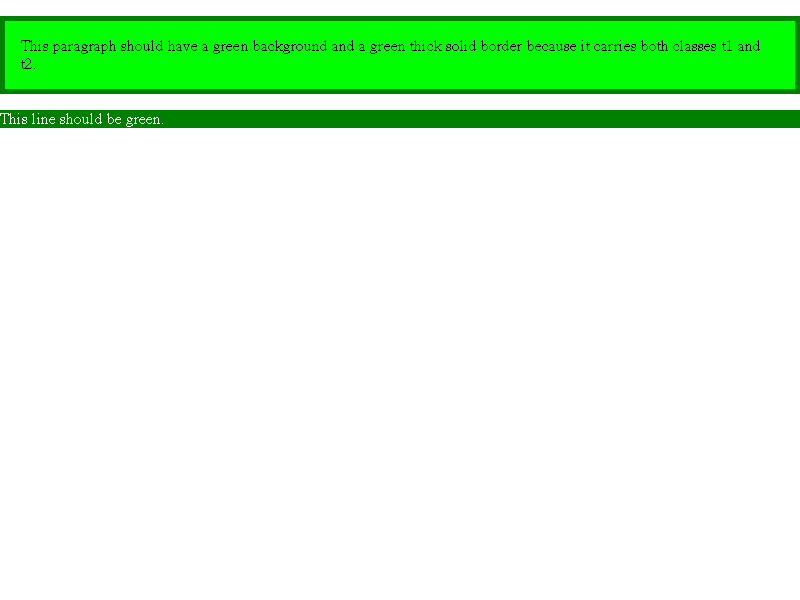 This paragraph should have a green background and a green thick solid border because it carries both classes t1 and
t2.
This line should be green.